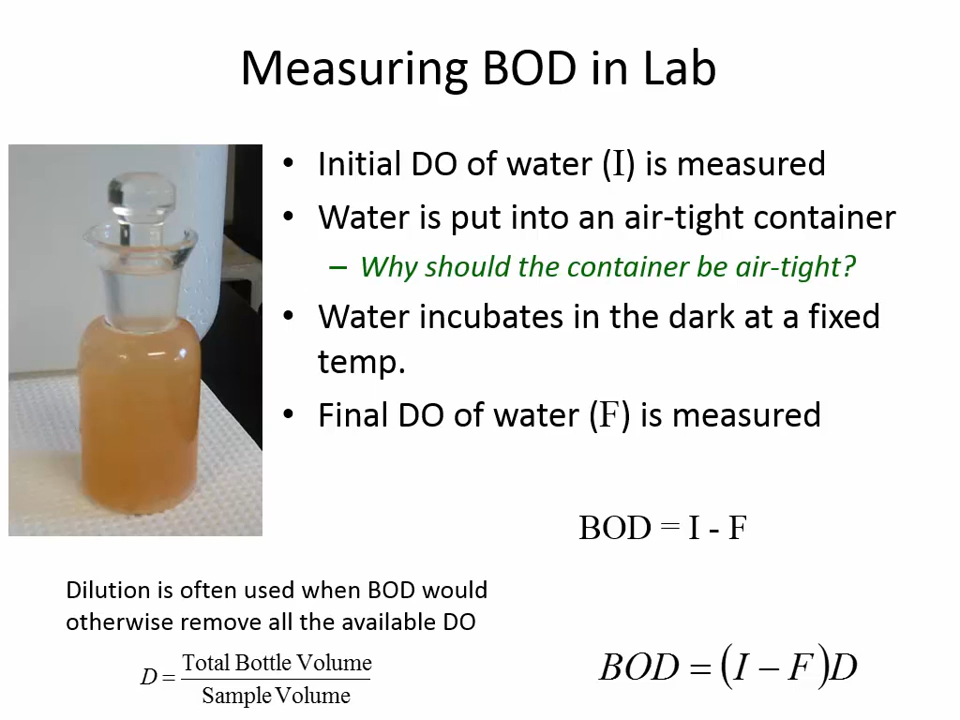 Measuring BOD in Lab
• Initial DO of water (I) is measured
• Water is put into an air-tight container
– Why should the container be air-tight?
• Water incubates in the dark at a fixed
temp.
• Final DO of water (F) is measured
BOD = I - F
Dilution is often used when BOD would
otherwise remove all the available DO
D = Total Bottle Volume / Sample Volume
BOD = (I − F)D